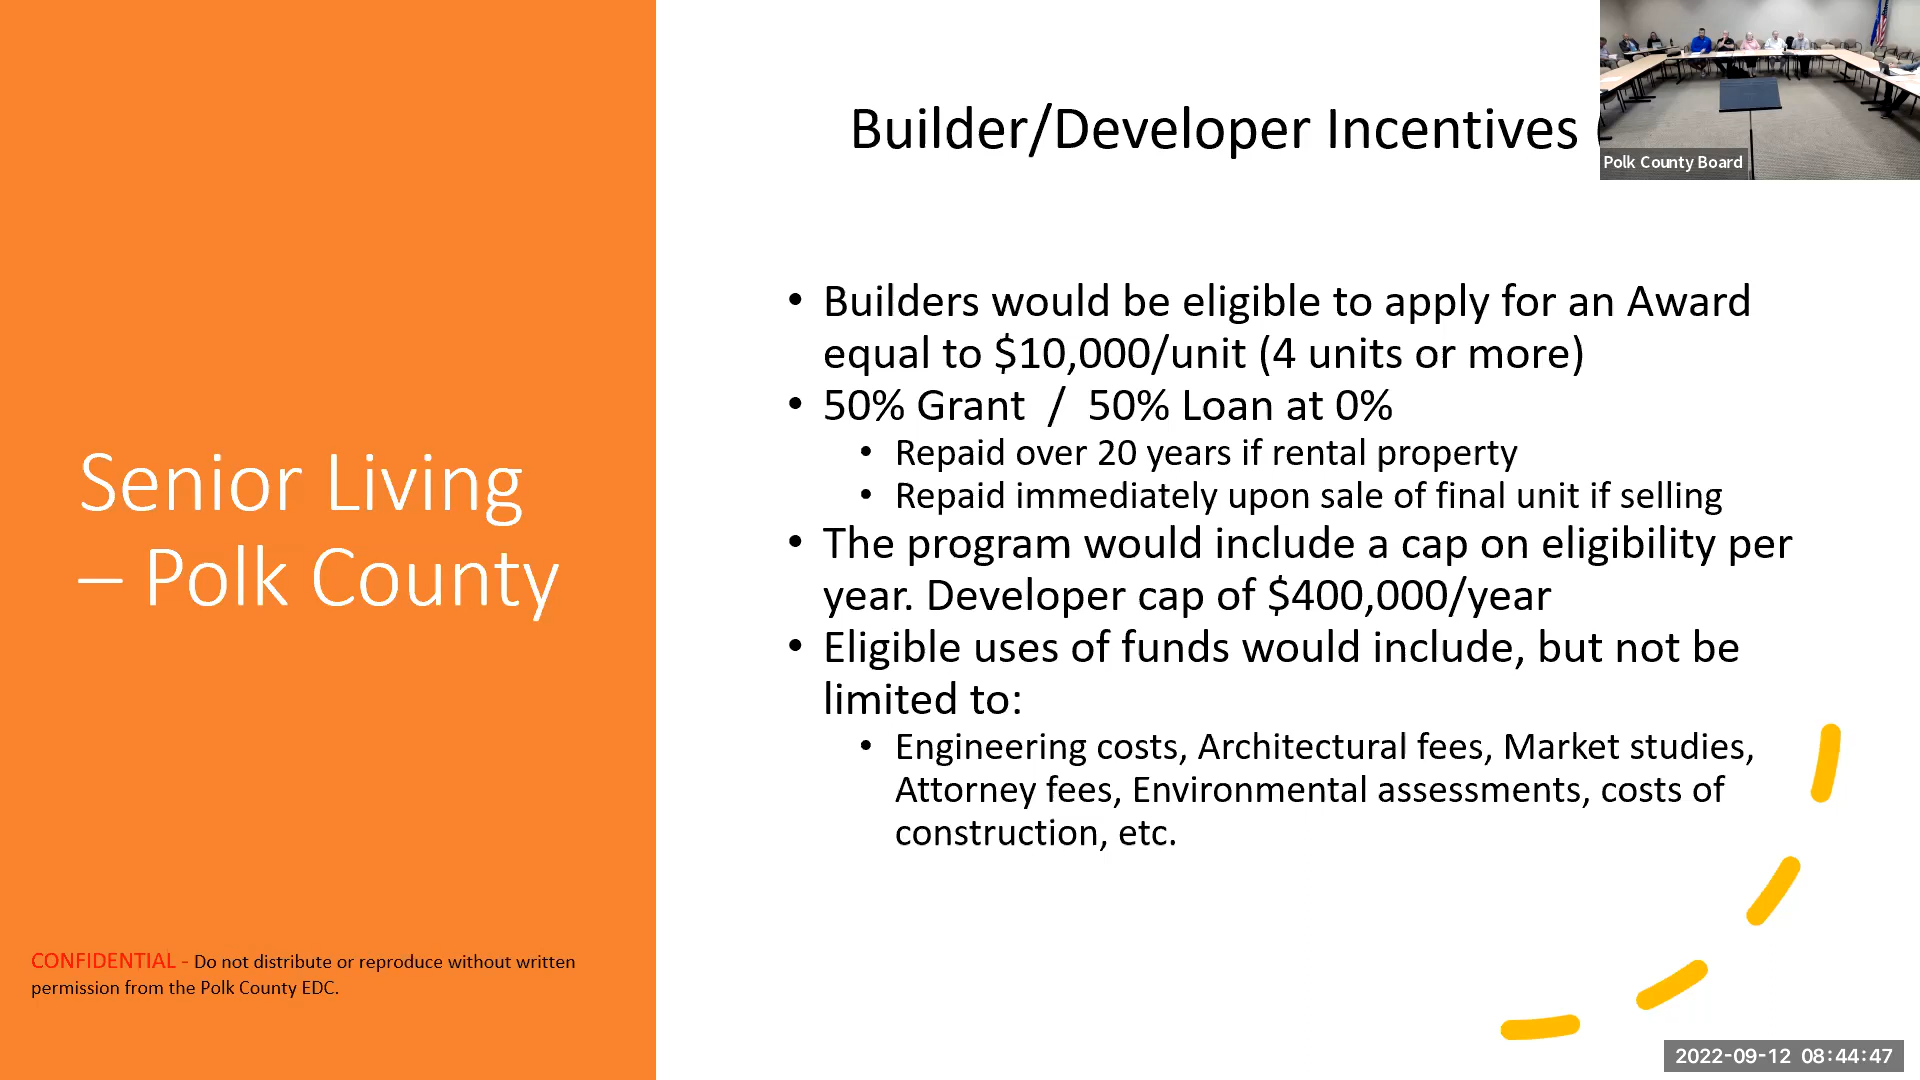 Senior Living
– Polk County
CONFIDENTIAL - Do not distribute or reproduce without written
permission from the Polk County EDC.
Builder/Developer Incentives
• Builders would be eligible to apply for an Award
equal to $10,000/unit (4 units or more)
• 50% Grant / 50% Loan at 0%
• Repaid over 20 years if rental property
• Repaid immediately upon sale of final unit if selling
• The program would include a cap on eligibility per
year. Developer cap of $400,000/year
• Eligible uses of funds would include, but not be
limited to:
• Engineering costs, Architectural fees, Market studies,
Attorney fees, Environmental assessments, costs of
construction, etc.
Polk County Board
2022-09-12 08:44:47